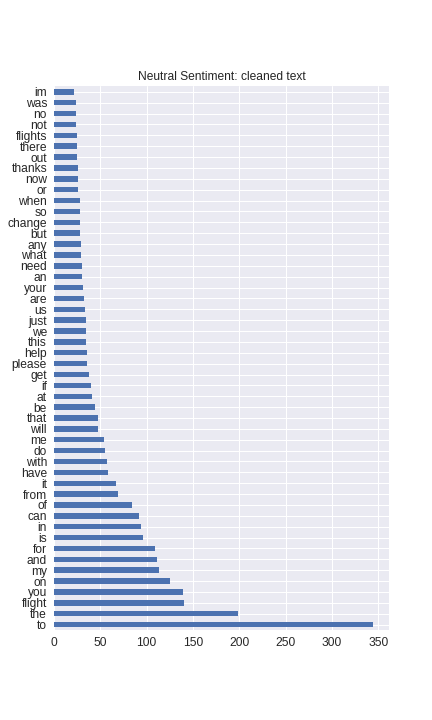 Neutral Sentiment: cleaned text
im
was
no
not
flights
there
out
thanks
now
or
when
so
change
but
any
what
need
an
your
are
us
just
we
this
help
please
get
if
at
be
that
will
me
do
with
have
it
from
of
can
in
is
for
and
my
on
you
flight
the
to
0 50 100 150 200 250 300 350